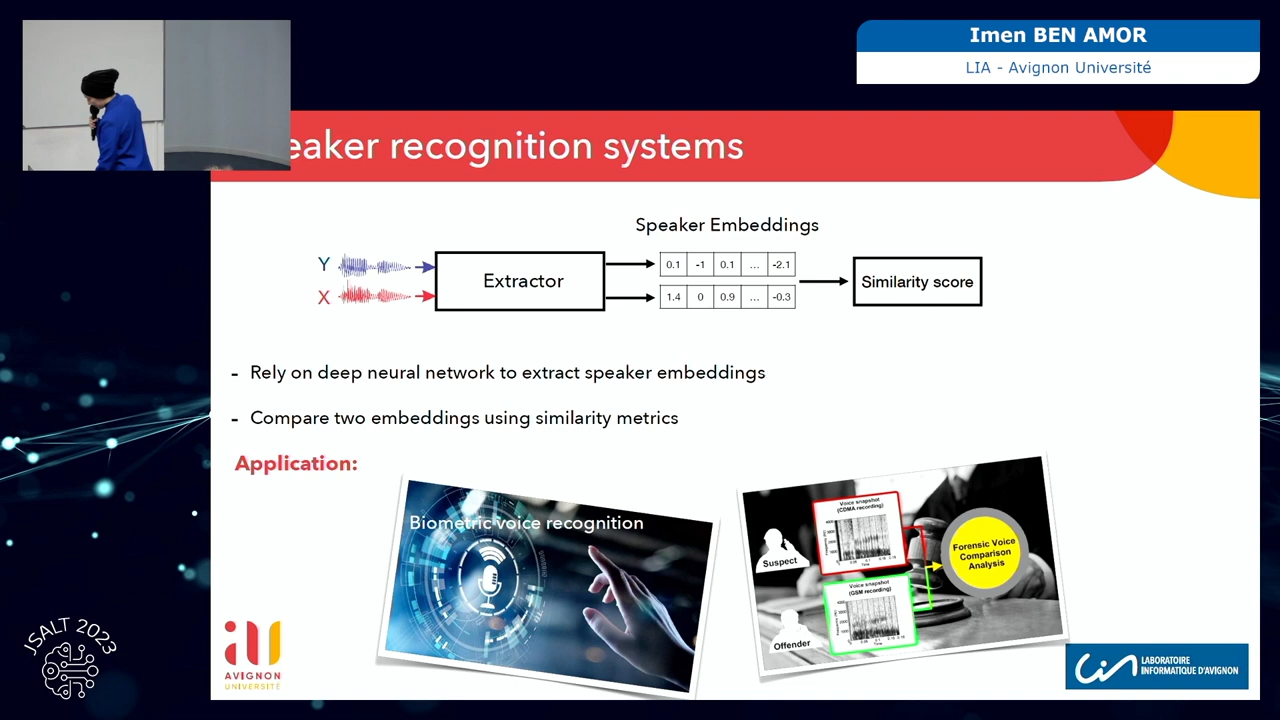 Imen BEN AMOR
LIA - Avignon Université
eaker recognition systems
Speaker Embeddings
Y
X
Extractor
0.1 -1 0.1 ... -2.1
1.4 0 0.9 ... -0.3
Similarity score
- Rely on deep neural network to extract speaker embeddings
- Compare two embeddings using similarity metrics
Application:
Biometric voice recognition
Suspect
Voice snapshot
(CDMA recording)
Offender
Voice snapshot
(GSM recording)
Forensic Voice
Comparison
Analysis
JSALT 2023
AVIGNON
UNIVERSITÉ
LABORATOIRE
INFORMATIQUE D'AVIGNON